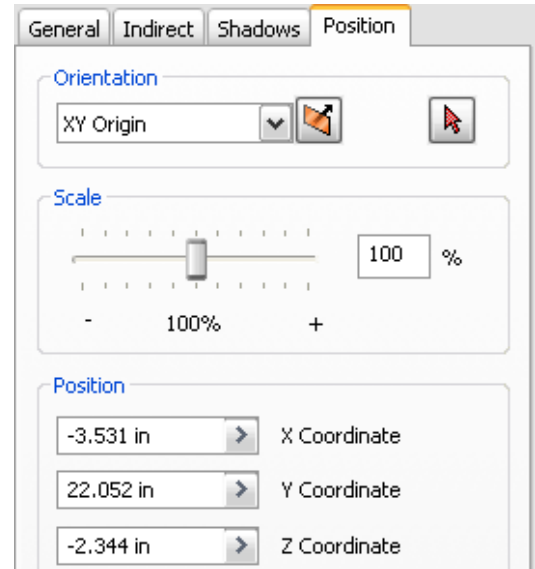 General Indirect Shadows Position
Orientation
XY Origin
Scale
100 %
- 100% +
Position
-3.531 in X Coordinate
22.052 in Y Coordinate
-2.344 in Z Coordinate